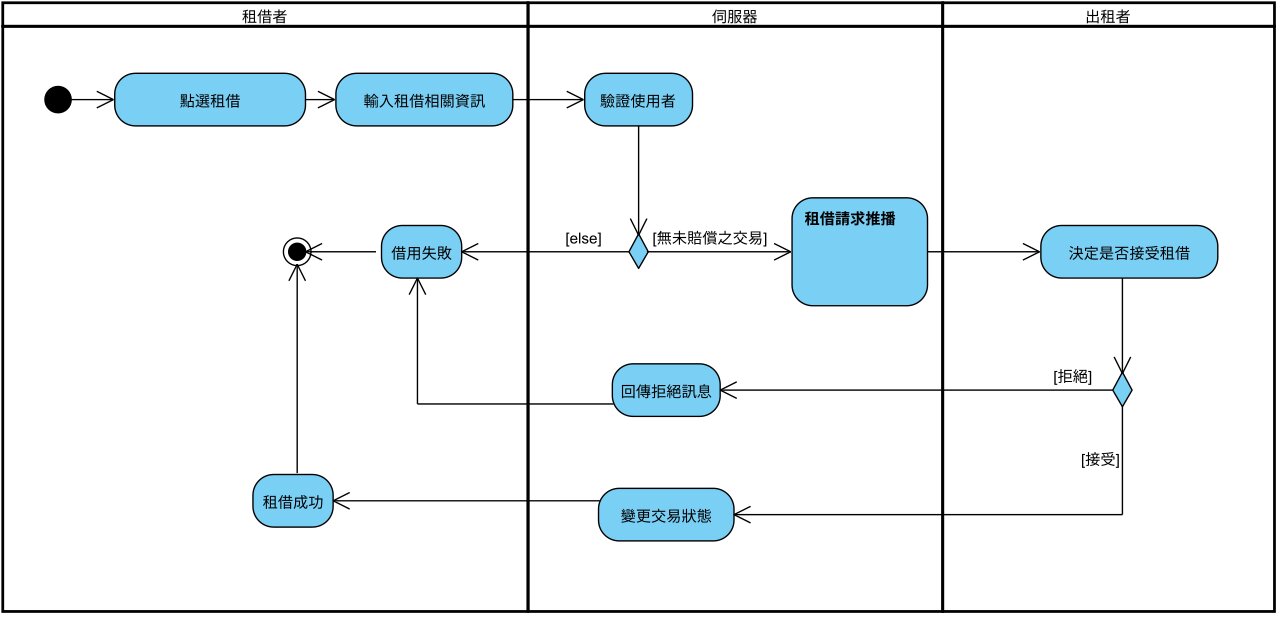 租借者
伺服器
出租者
點選租借
輸入租借相關資訊
驗證使用者
租借請求推播
借用失敗
[else]
[無未賠償之交易]
決定是否接受租借
回傳拒絕訊息
[拒絕]
[接受]
租借成功
變更交易狀態